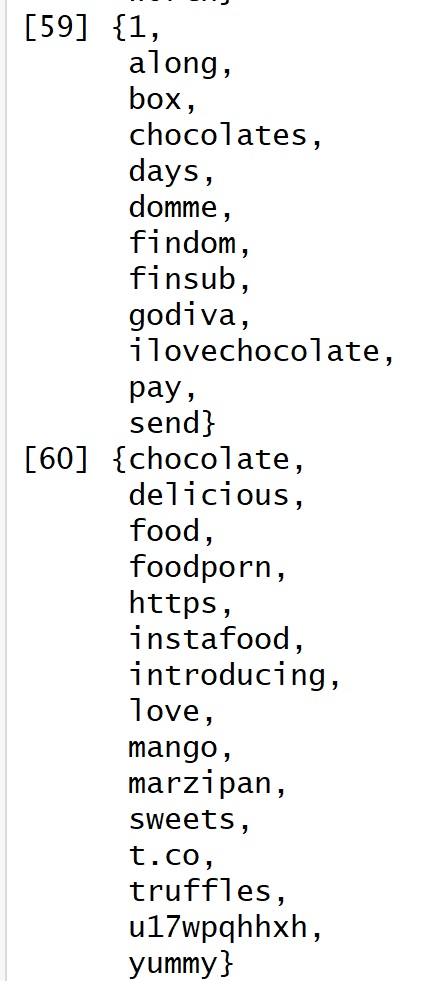 [59] {1,
along,
box,
chocolates,
days,
domme,
findom,
finsub,
godiva,
ilovechocolate,
pay,
send}
[60] {chocolate,
delicious,
food,
foodporn,
https,
instafood,
introducing,
love,
mango,
marzipan,
sweets,
t.co,
truffles,
u17wpqhhxh,
yummy}